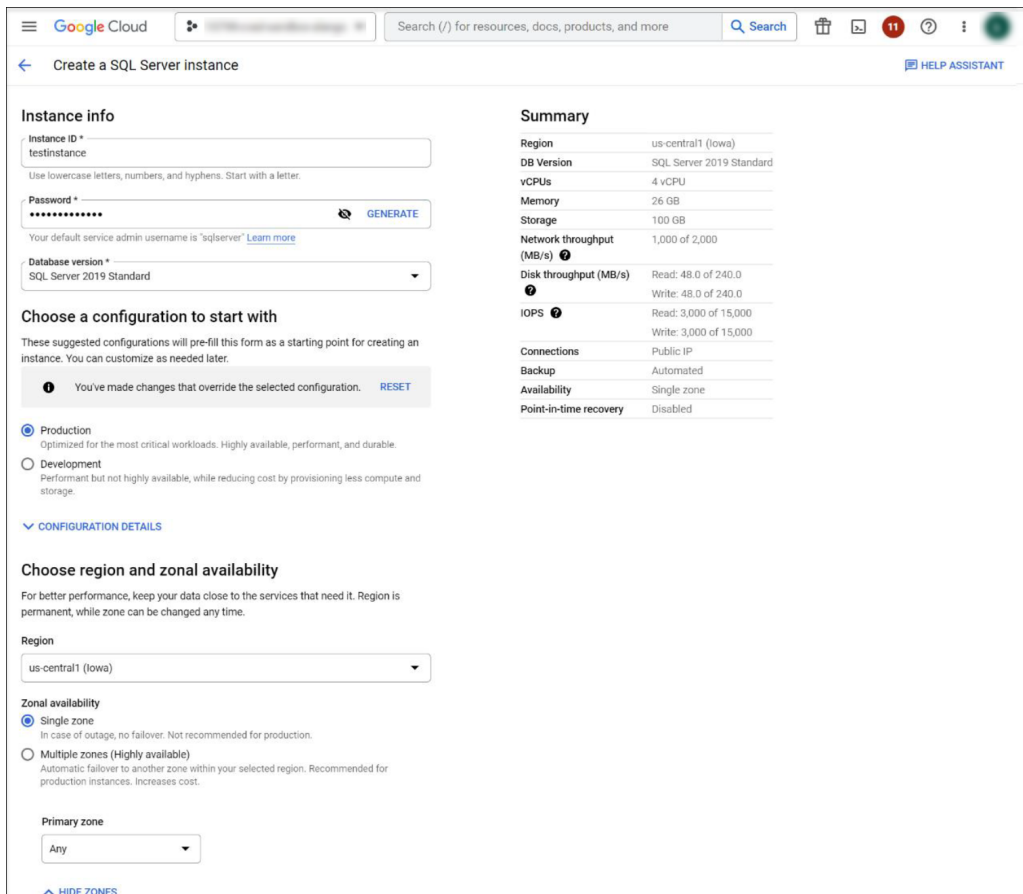 Google Cloud
Search (/) for resources, docs, products, and more
Search
11
Create a SQL Server instance
HELP ASSISTANT
Instance info
Instance ID *
testinstance
Use lowercase letters, numbers, and hyphens. Start with a letter.
Password *
•••••••••••••
GENERATE
Your default service admin username is "sqlserver" Learn more
Database version *
SQL Server 2019 Standard
Choose a configuration to start with
These suggested configurations will pre-fill this form as a starting point for creating an
instance. You can customize as needed later.
You've made changes that override the selected configuration. RESET
Production
Optimized for the most critical workloads. Highly available, performant, and durable.
Development
Performant but not highly available, while reducing cost by provisioning less compute and
storage.
CONFIGURATION DETAILS
Choose region and zonal availability
For better performance, keep your data close to the services that need it. Region is
permanent, while zone can be changed any time.
Region
us-central1 (Iowa)
Zonal availability
Single zone
In case of outage, no failover. Not recommended for production.
Multiple zones (Highly available)
Automatic failover to another zone within your selected region. Recommended for
production instances. Increases cost.
Primary zone
Any
HIDE ZONES
Summary
Region us-central1 (Iowa)
DB Version SQL Server 2019 Standard
vCPUs 4 vCPU
Memory 26 GB
Storage 100 GB
Network throughput 1,000 of 2,000
(MB/s)
Disk throughput (MB/s) Read: 48.0 of 240.0
Write: 48.0 of 240.0
IOPS Read: 3,000 of 15,000
Write: 3,000 of 15,000
Connections Public IP
Backup Automated
Availability Single zone
Point-in-time recovery Disabled